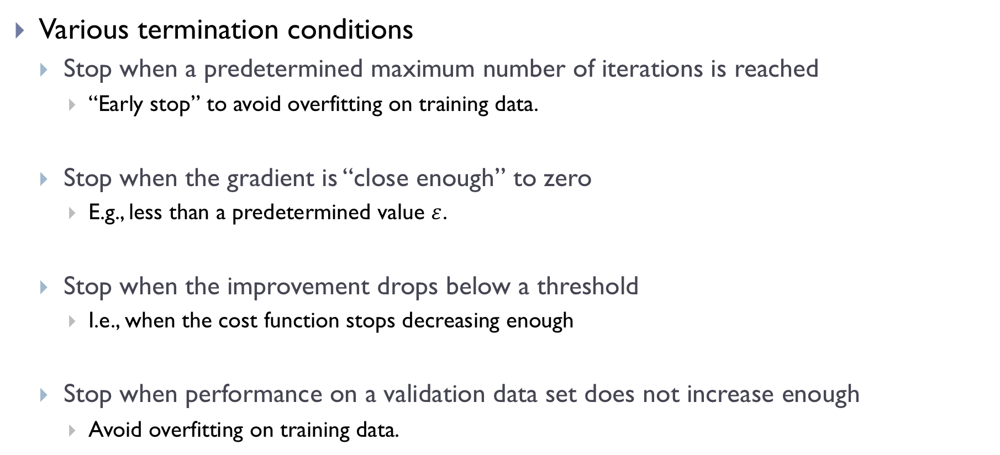 Various termination conditions
Stop when a predetermined maximum number of iterations is reached
“Early stop” to avoid overfitting on training data.
Stop when the gradient is “close enough” to zero
E.g., less than a predetermined value ε.
Stop when the improvement drops below a threshold
I.e., when the cost function stops decreasing enough
Stop when performance on a validation data set does not increase enough
Avoid overfitting on training data.